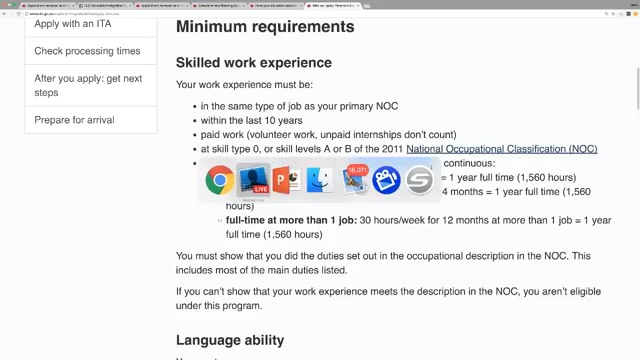 Apply with an ITA
Check processing times
After you apply: get next
steps
Prepare for arrival
Minimum requirements
Skilled work experience
Your work experience must be:
in the same type of job as your primary NOC
within the last 10 years
paid work (volunteer work, unpaid internships don't count)
at skill type 0, or skill levels A or B of the 2011 National Occupational Classification (NOC)
continuous:
= 1 year full time (1,560 hours)
4 months = 1 year full time (1,560
hours)
full-time at more than 1 job: 30 hours/week for 12 months at more than 1 job = 1 year
full time (1,560 hours)
You must show that you did the duties set out in the occupational description in the NOC. This
includes most of the main duties listed.
If you can't show that your work experience meets the description in the NOC, you aren't eligible
under this program.
Language ability
LIVE
18,071